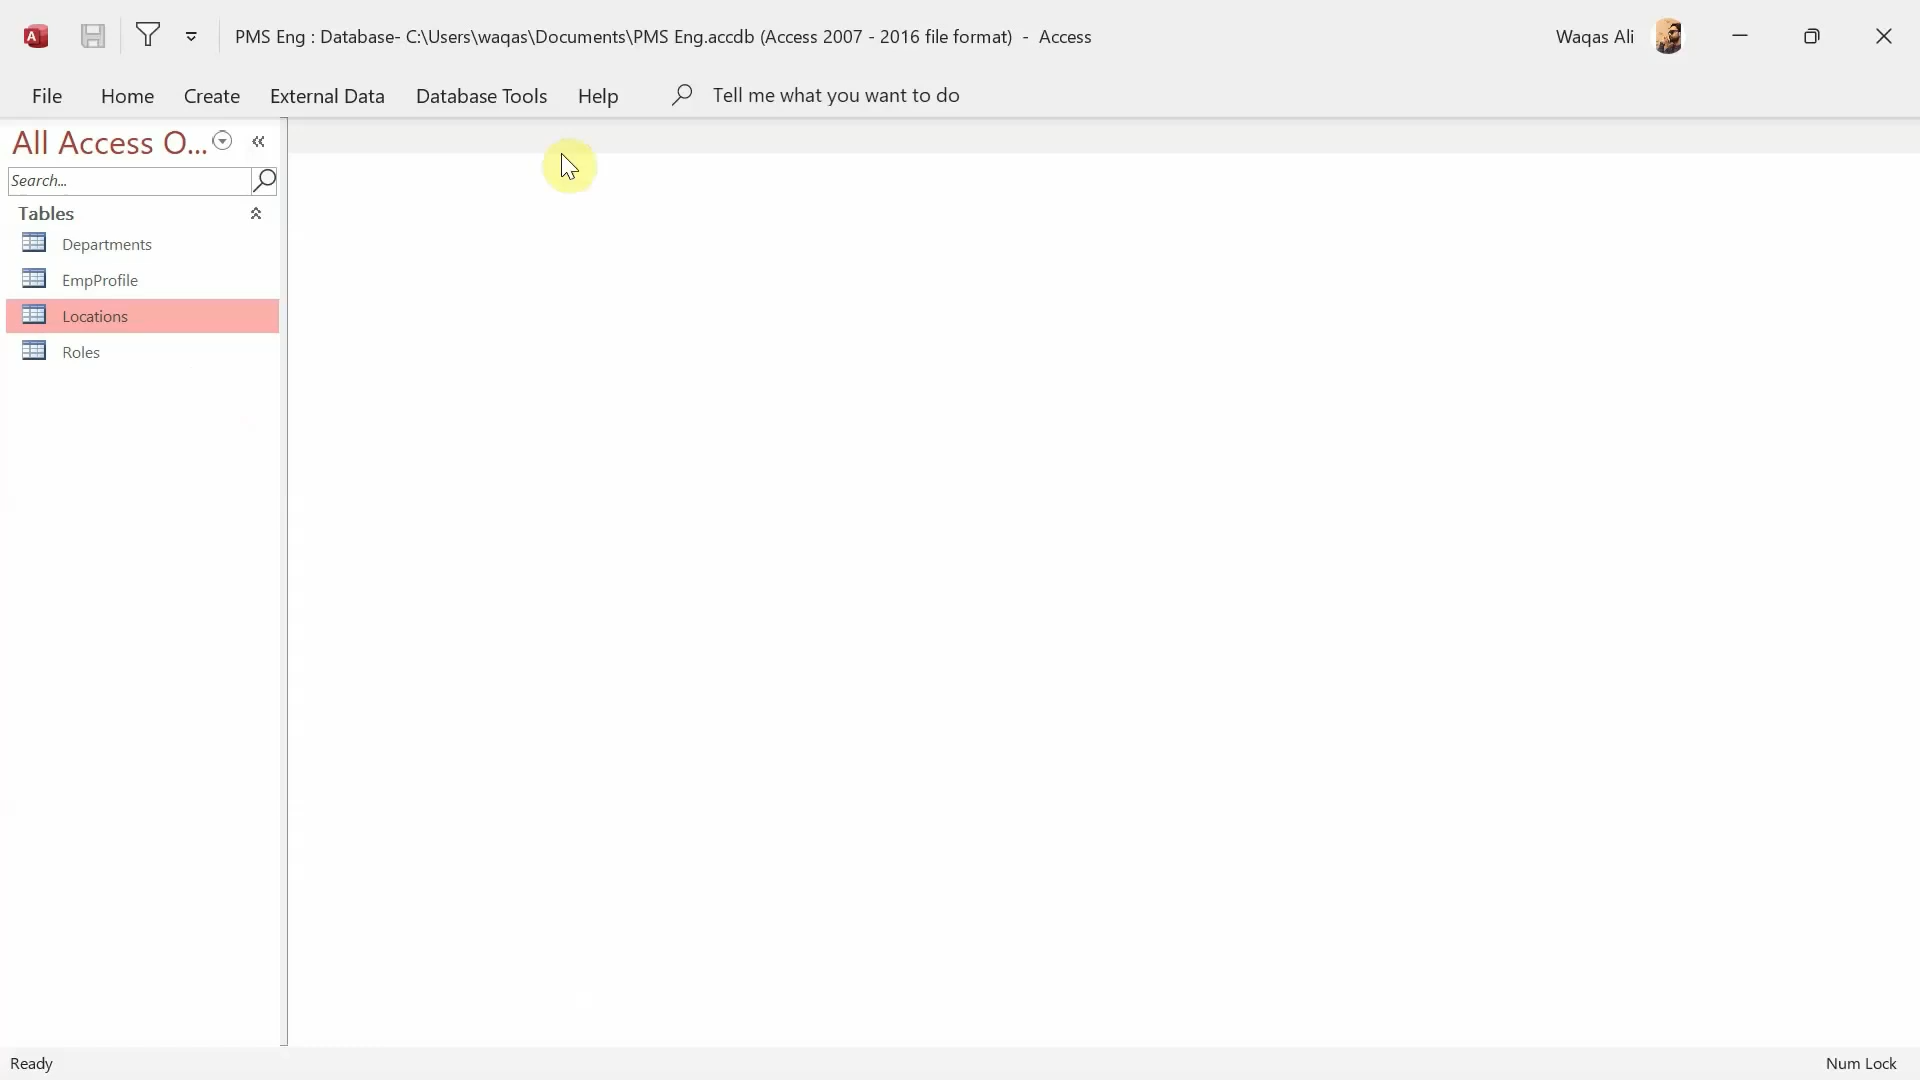 PMS Eng : Database- C:\Users\waqas\Documents\PMS Eng.accdb (Access 2007 - 2016 file format) - Access
Waqas Ali
File Home Create External Data Database Tools Help Tell me what you want to do
All Access O...
Search...
Tables
Departments
EmpProfile
Locations
Roles
Ready
Num Lock